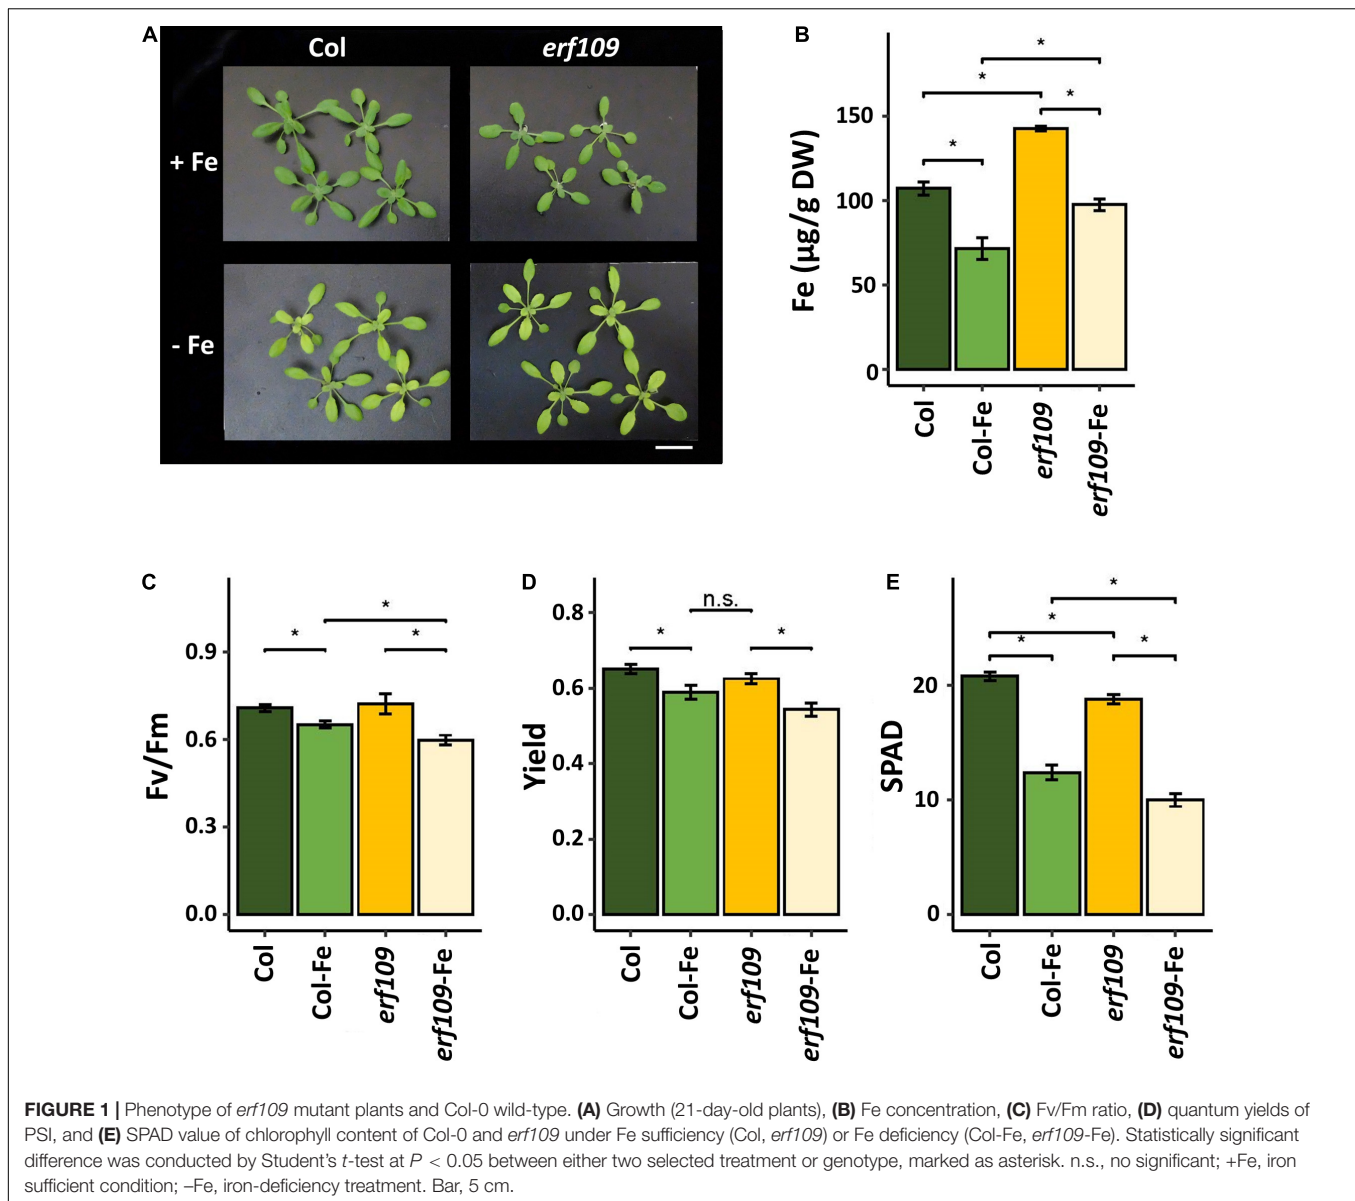 A
Col
erf109
+ Fe
- Fe
B
Fe (µg/g DW)
150
100
50
0
*
*
*
*
Col
Col-Fe
erf109
erf109-Fe
C
Fv/Fm
0.9
0.6
0.3
0.0
*
*
*
Col
Col-Fe
erf109
erf109-Fe
D
Yield
0.8
0.6
0.4
0.2
0.0
n.s.
*
*
Col
Col-Fe
erf109
erf109-Fe
E
SPAD
20
10
0
*
*
*
*
Col
Col-Fe
erf109
erf109-Fe
FIGURE 1 | Phenotype of erf109 mutant plants and Col-0 wild-type. (A) Growth (21-day-old plants), (B) Fe concentration, (C) Fv/Fm ratio, (D) quantum yields of
PSI, and (E) SPAD value of chlorophyll content of Col-0 and erf109 under Fe sufficiency (Col, erf109) or Fe deficiency (Col-Fe, erf109-Fe). Statistically significant
difference was conducted by Student's t-test at P < 0.05 between either two selected treatment or genotype, marked as asterisk. n.s., no significant; +Fe, iron
sufficient condition; –Fe, iron-deficiency treatment. Bar, 5 cm.